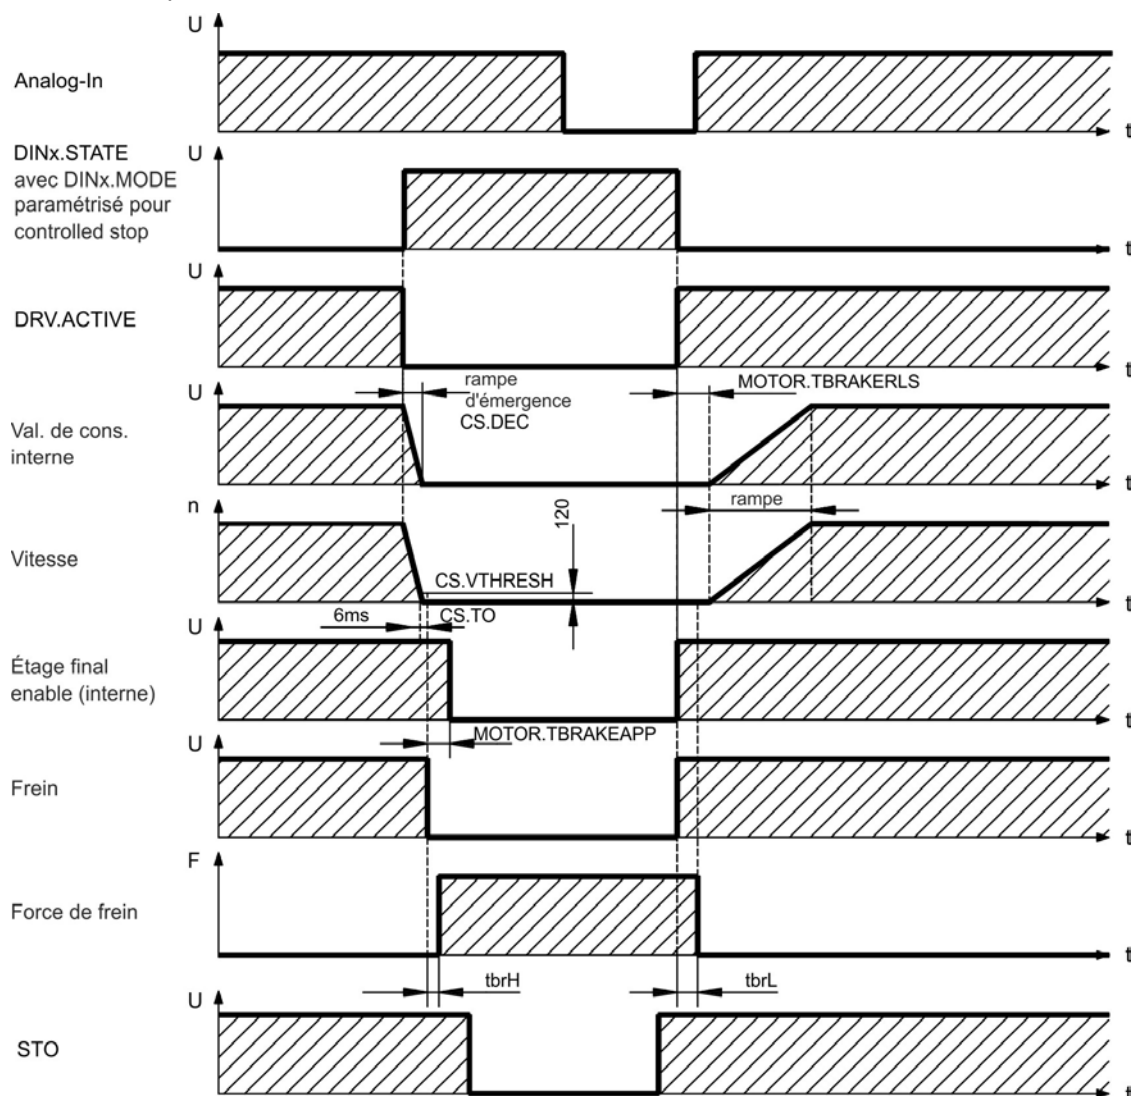 U
Analog-In
t
DINx.STATE
avec DINx.MODE
paramétrisé pour
controlled stop
U
t
U
DRV.ACTIVE
t
U
rampe
d'émergence
CS.DEC
MOTOR.TBRAKERLS
Val. de cons.
interne
t
n
rampe
120
Vitesse
CS.VTHRESH
t
6ms
CS.TO
U
Étage final
enable (interne)
t
MOTOR.TBRAKEAPP
U
Frein
t
F
Force de frein
t
tbrH
tbrL
U
STO
t